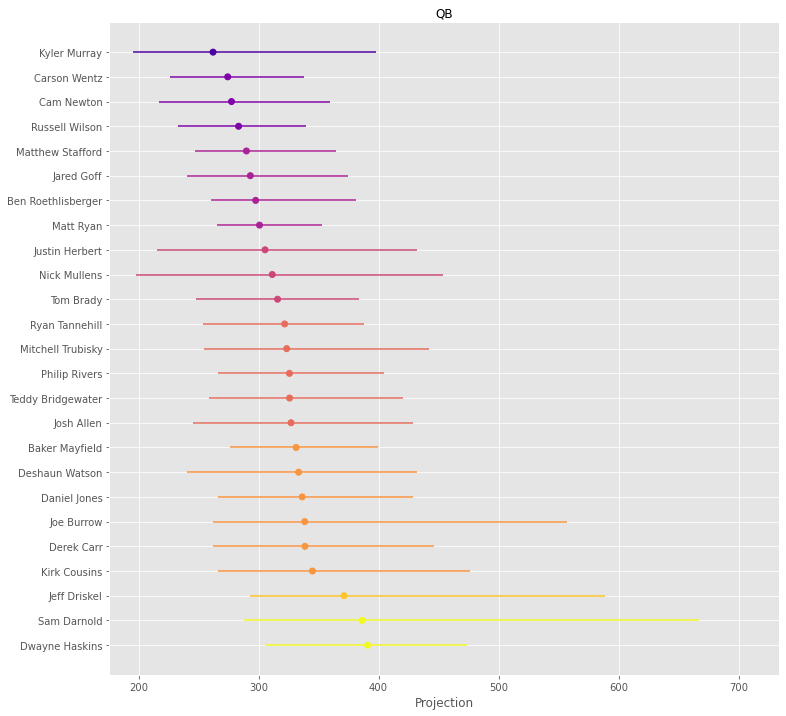 QB
Kyler Murray
Carson Wentz
Cam Newton
Russell Wilson
Matthew Stafford
Jared Goff
Ben Roethlisberger
Matt Ryan
Justin Herbert
Nick Mullens
Tom Brady
Ryan Tannehill
Mitchell Trubisky
Philip Rivers
Teddy Bridgewater
Josh Allen
Baker Mayfield
Deshaun Watson
Daniel Jones
Joe Burrow
Derek Carr
Kirk Cousins
Jeff Driskel
Sam Darnold
Dwayne Haskins
200 300 400 500 600 700
Projection